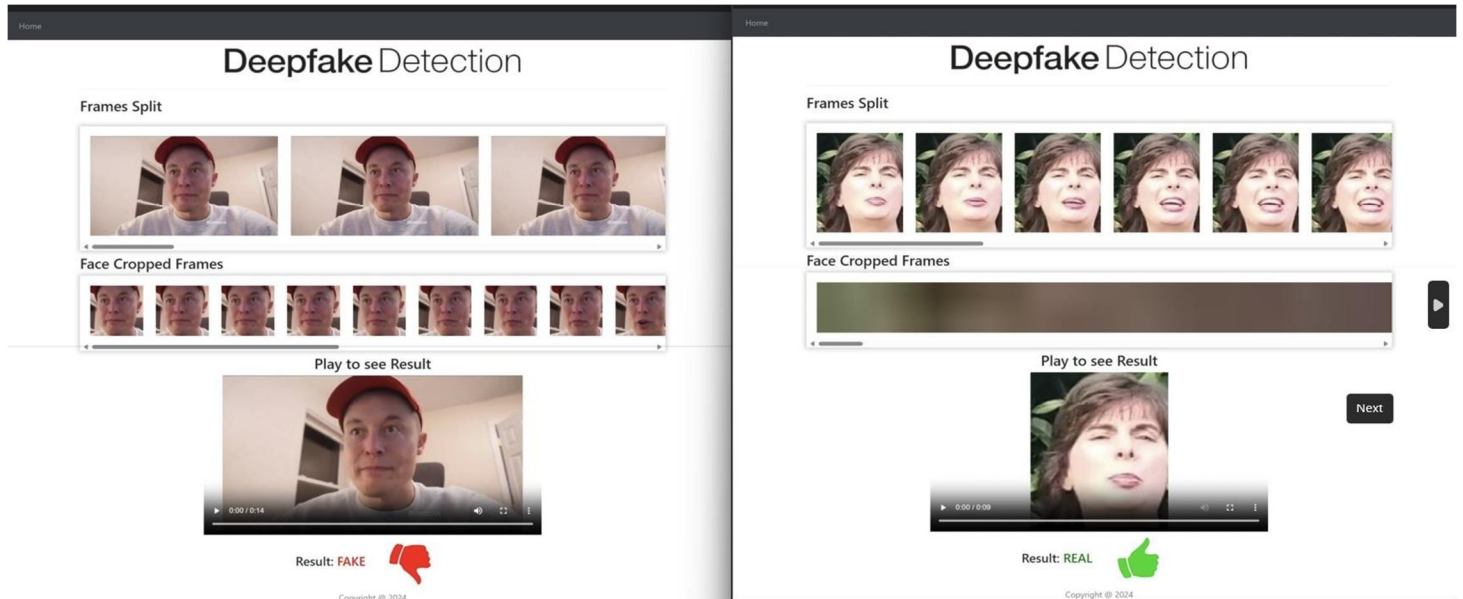 Home
Deepfake Detection
Frames Split
Face Cropped Frames
Play to see Result
0:00 / 0:14
Result: FAKE
Copyright @ 2024
Home
Deepfake Detection
Frames Split
Face Cropped Frames
Play to see Result
Next
0:00 / 0:09
Result: REAL
Copyright @ 2024